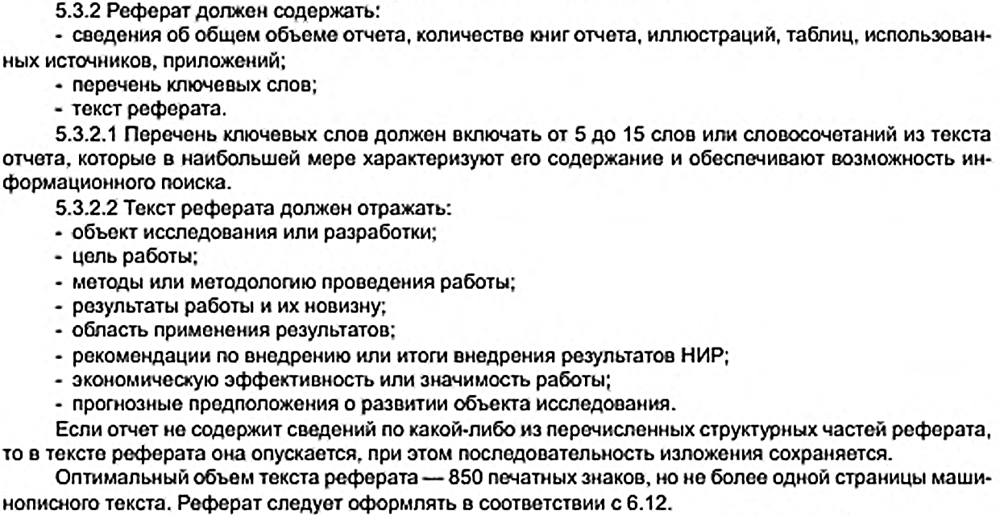 5.3.2 Реферат должен содержать:
- сведения об общем объеме отчета, количестве книг отчета, иллюстраций, таблиц, использован-
ных источников, приложений;
- перечень ключевых слов;
- текст реферата.
5.3.2.1 Перечень ключевых слов должен включать от 5 до 15 слов или словосочетаний из текста
отчета, которые в наибольшей мере характеризуют его содержание и обеспечивают возможность ин-
формационного поиска.
5.3.2.2 Текст реферата должен отражать:
- объект исследования или разработки;
- цель работы;
- методы или методологию проведения работы;
- результаты работы и их новизну;
- область применения результатов;
- рекомендации по внедрению или итоги внедрения результатов НИР;
- экономическую эффективность или значимость работы;
- прогнозные предположения о развитии объекта исследования.
Если отчет не содержит сведений по какой-либо из перечисленных структурных частей реферата,
то в тексте реферата она опускается, при этом последовательность изложения сохраняется.
Оптимальный объем текста реферата — 850 печатных знаков, но не более одной страницы маши-
нописного текста. Реферат следует оформлять в соответствии с 6.12.